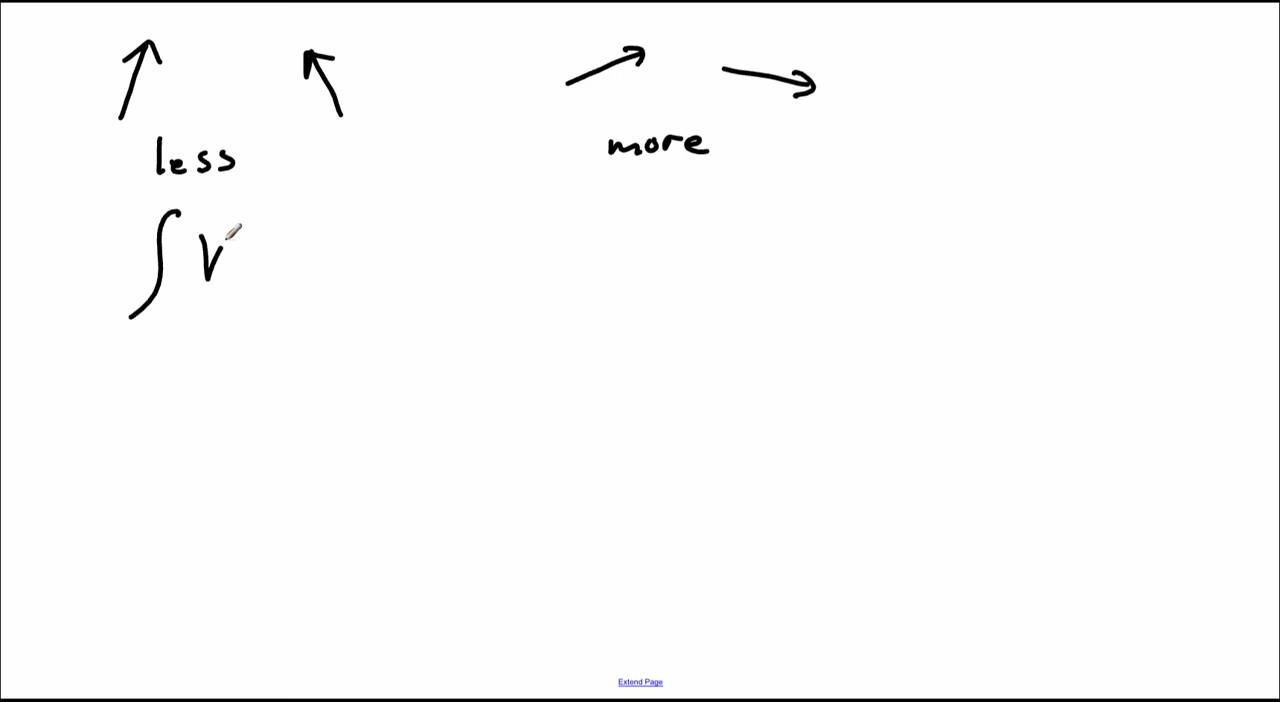 less more
∫ V
Extend Page